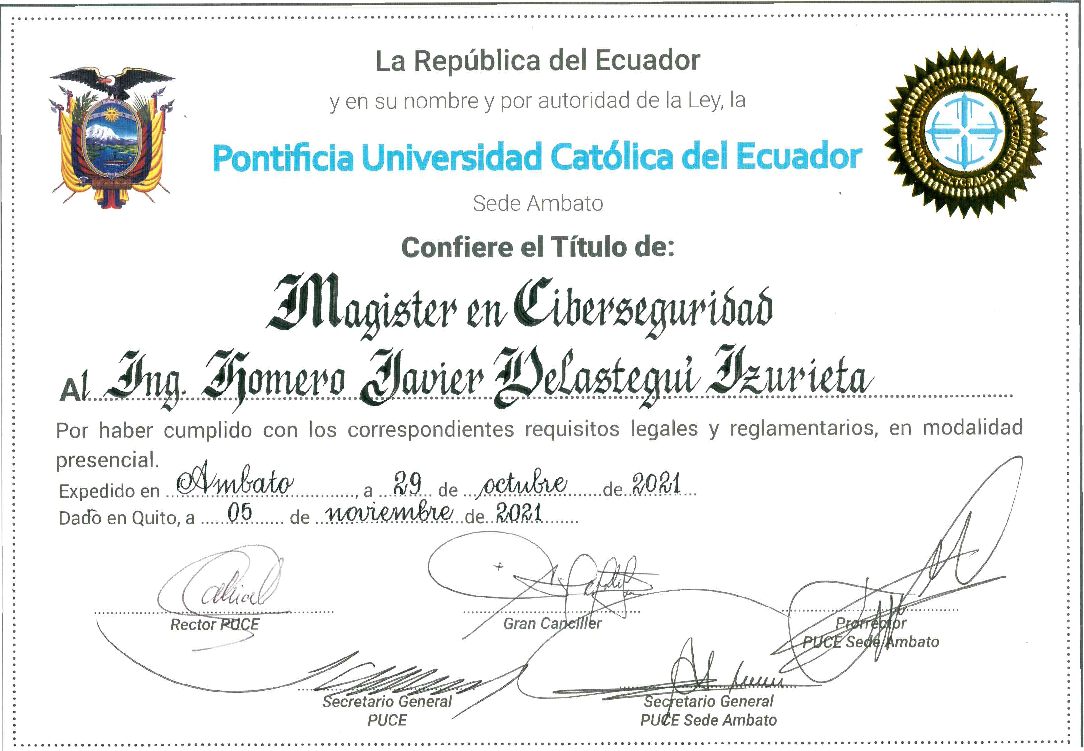 La República del Ecuador
y en su nombre y por autoridad de la Ley, la
Pontificia Universidad Católica del Ecuador
Sede Ambato
Confiere el Título de:
Magister en Ciberseguridad
Al Ing. Homero Javier Velastegui Izurieta
Por haber cumplido con los correspondientes requisitos legales y reglamentarios, en modalidad
presencial.
Expedido en Ambato, a 29 de octubre de 2021
Dado en Quito, a 05 de noviembre de 2021
Rector PUCE
Gran Canciller
Prorrector
PUCE Sede Ambato
Secretario General
PUCE
Secretario General
PUCE Sede Ambato